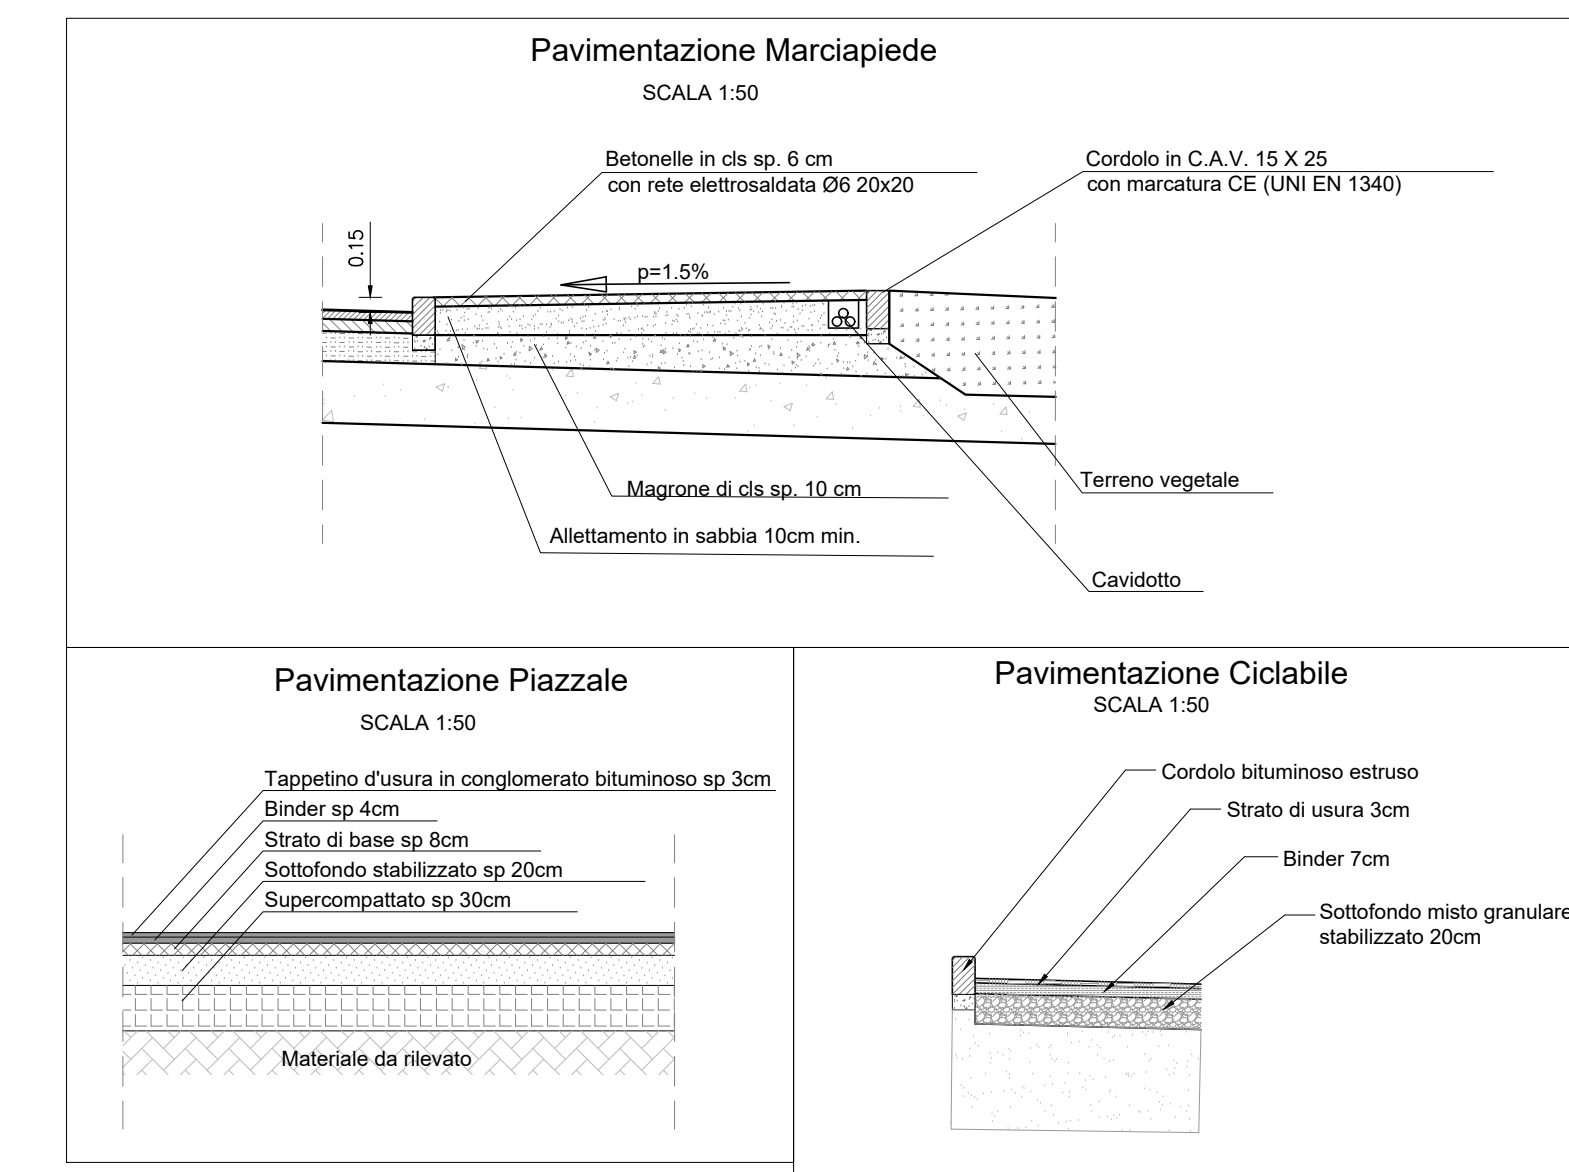 Pavimentazione Marciapiede
SCALA 1:50
Betonelle in cls sp. 6 cm
con rete elettrosaldata Ø6 20x20
Cordolo in C.A.V. 15 X 25
con marcatura CE (UNI EN 1340)
0.15
p=1.5%
Magrone di cls sp. 10 cm
Terreno vegetale
Allettamento in sabbia 10cm min.
Cavidotto
Pavimentazione Piazzale
SCALA 1:50
Tappetino d'usura in conglomerato bituminoso sp 3cm
Binder sp 4cm
Strato di base sp 8cm
Sottofondo stabilizzato sp 20cm
Supercompattato sp 30cm
Materiale da rilevato
Pavimentazione Ciclabile
SCALA 1:50
Cordolo bituminoso estruso
Strato di usura 3cm
Binder 7cm
Sottofondo misto granulare
stabilizzato 20cm